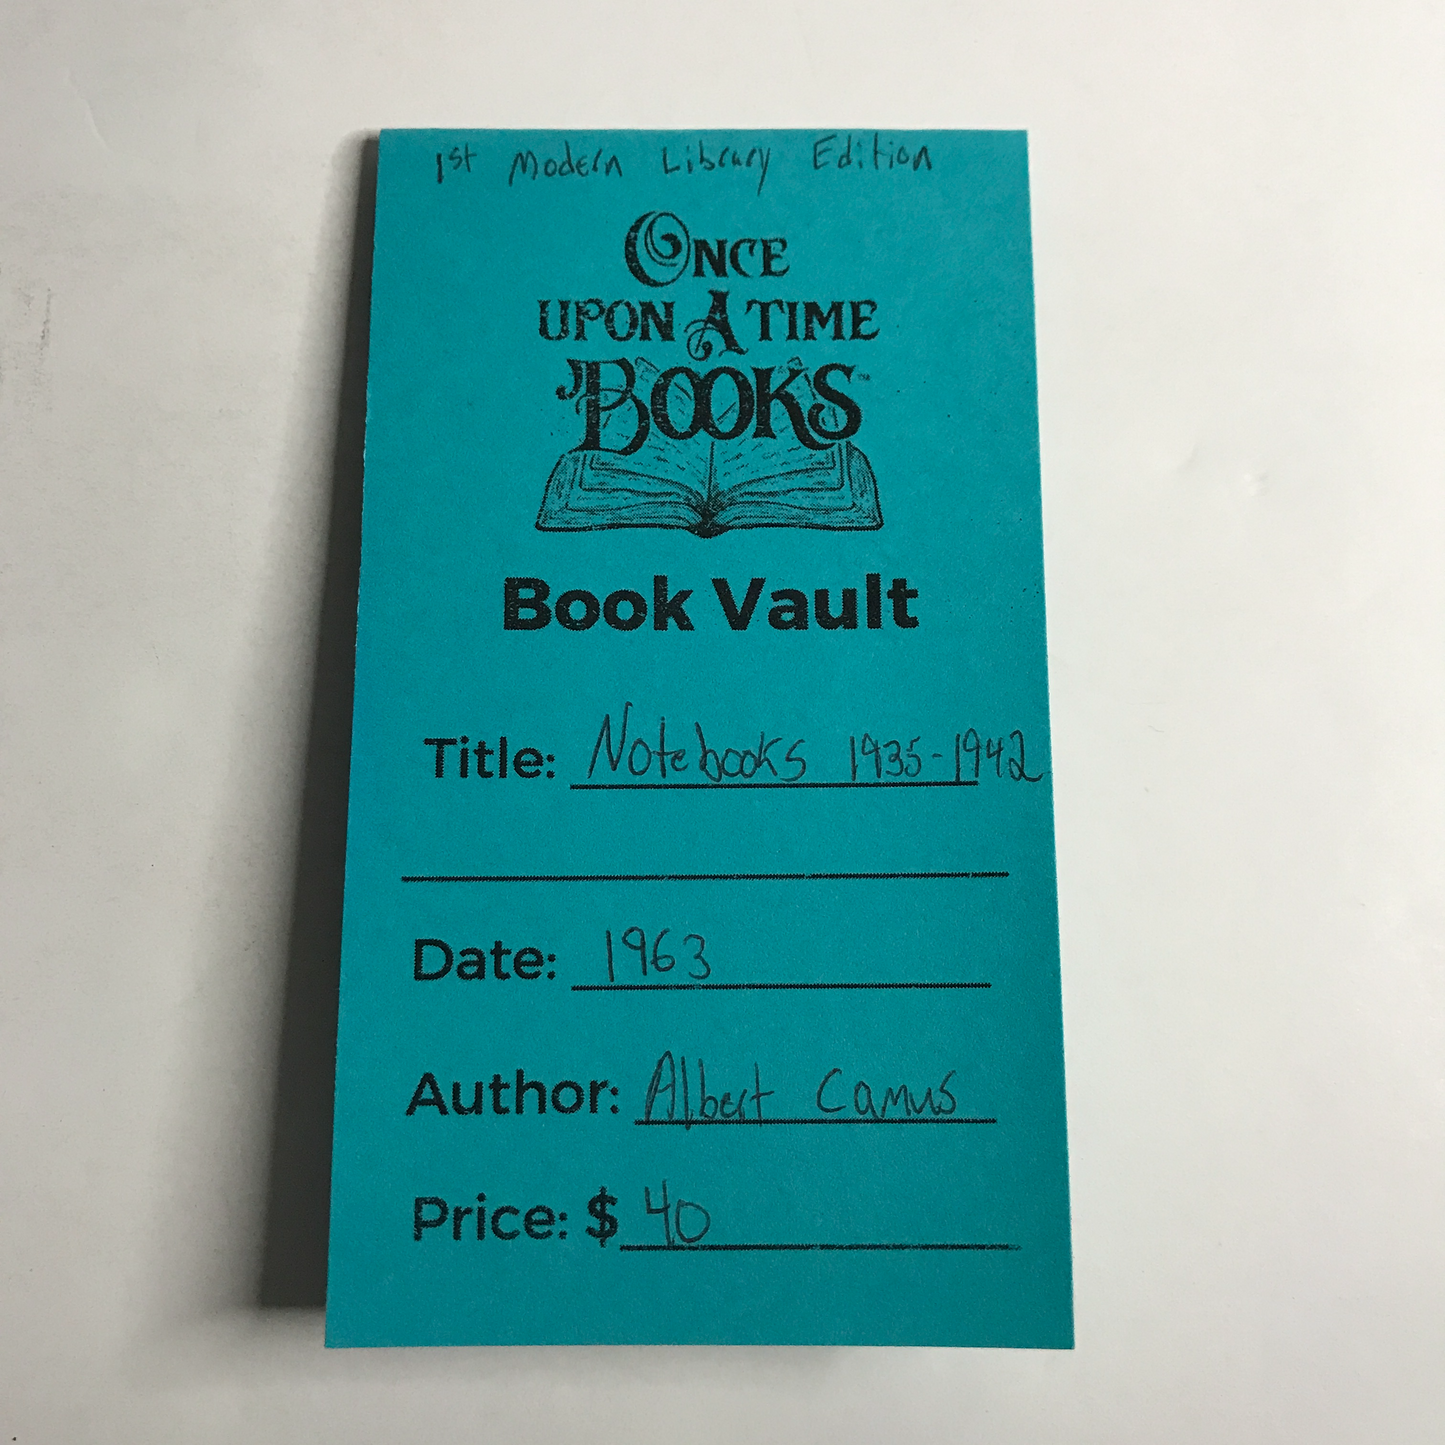 1st Modern Library Edition
ONCE
UPON A TIME
BOOKS™
Book Vault
Title: Notebooks 1935-1942
Date: 1963
Author: Albert Camus
Price: $ 40